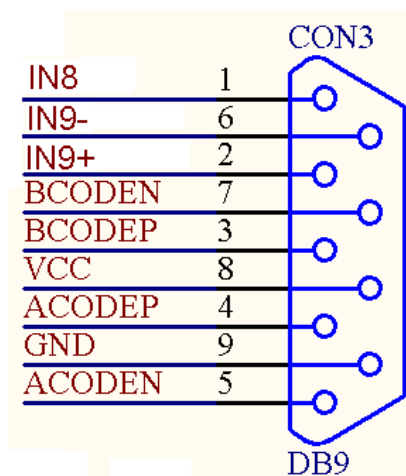 CON3
IN8 1
IN9- 6
IN9+ 2
BCODEN 7
BCODEP 3
VCC 8
ACODEP 4
GND 9
ACODEN 5
DB9